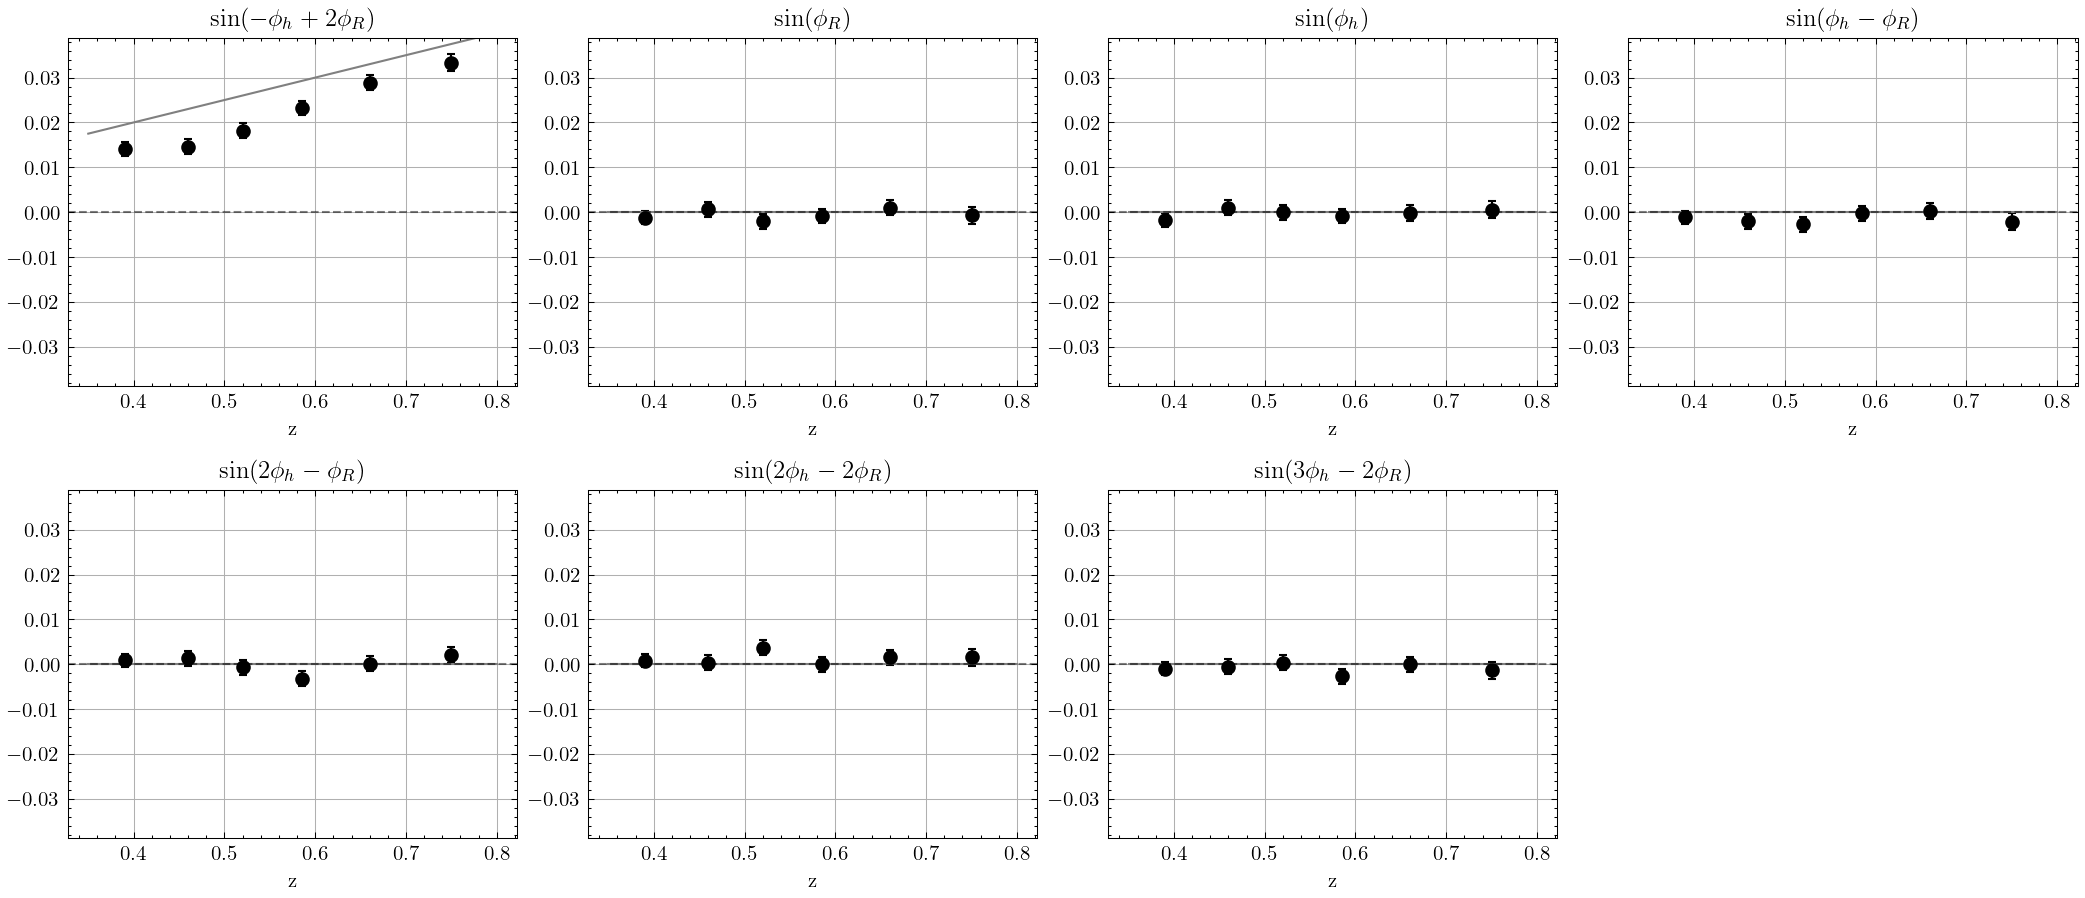 sin(−ϕ_h + 2ϕ_R) sin(ϕ_R) sin(ϕ_h) sin(ϕ_h − ϕ_R)
0.03 0.03 0.03 0.03
0.02 0.02 0.02 0.02
0.01 0.01 0.01 0.01
0.00 0.00 0.00 0.00
−0.01 −0.01 −0.01 −0.01
−0.02 −0.02 −0.02 −0.02
−0.03 −0.03 −0.03 −0.03
0.4 0.5 0.6 0.7 0.8 0.4 0.5 0.6 0.7 0.8 0.4 0.5 0.6 0.7 0.8 0.4 0.5 0.6 0.7 0.8
z z z z
sin(2ϕ_h − ϕ_R) sin(2ϕ_h − 2ϕ_R) sin(3ϕ_h − 2ϕ_R)
0.03 0.03 0.03
0.02 0.02 0.02
0.01 0.01 0.01
0.00 0.00 0.00
−0.01 −0.01 −0.01
−0.02 −0.02 −0.02
−0.03 −0.03 −0.03
0.4 0.5 0.6 0.7 0.8 0.4 0.5 0.6 0.7 0.8 0.4 0.5 0.6 0.7 0.8
z z z